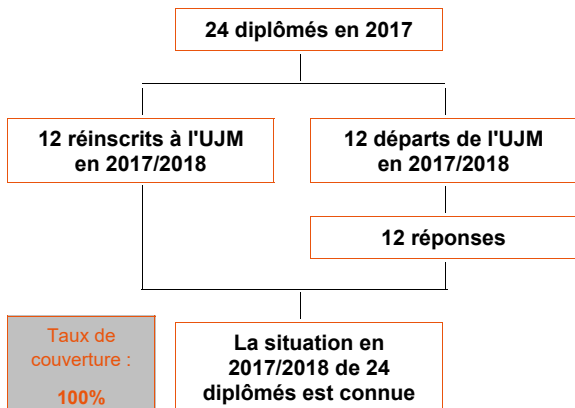 24 diplômés en 2017
12 réinscrits à l'UJM
en 2017/2018
12 départs de l'UJM
en 2017/2018
12 réponses
Taux de
couverture :
100%
La situation en
2017/2018 de 24
diplômés est connue